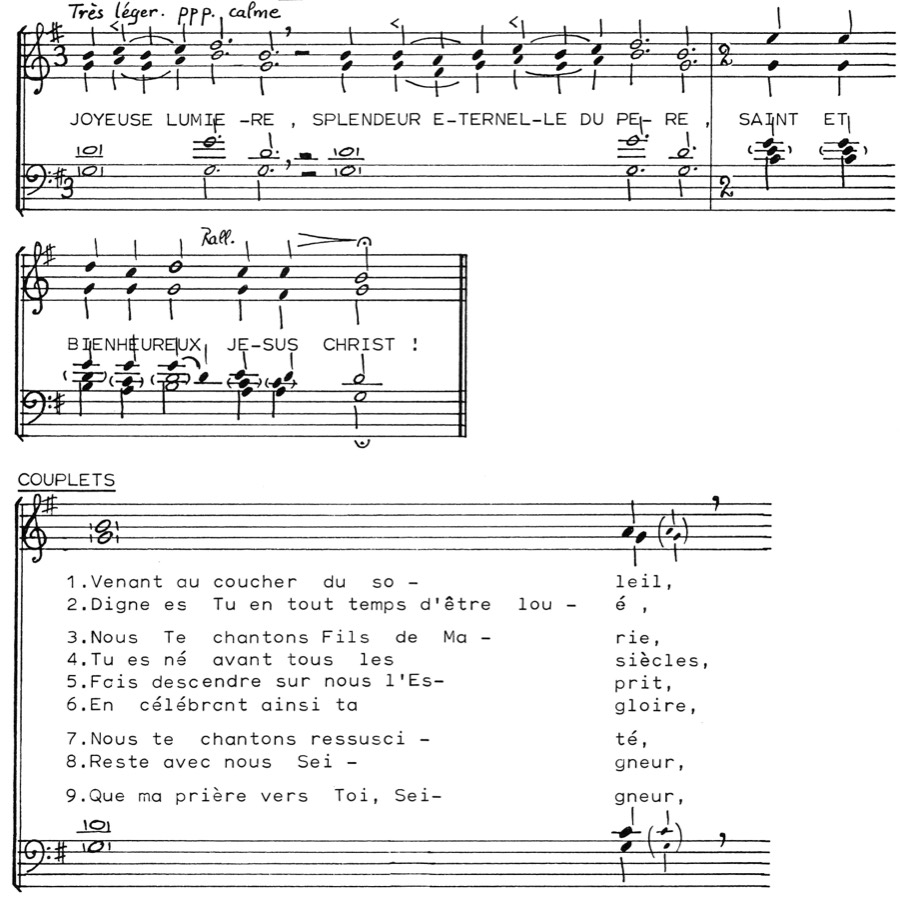 Très léger. ppp. calme
JOYEUSE LUMIE -RE , SPLENDEUR E-TERNEL-LE DU PE- RE , SAINT ET
Rall.
BIENHEUREUX JE-SUS CHRIST !
COUPLETS
1.Venant au coucher du so - leil,
2.Digne es Tu en tout temps d'être lou - é ,
3.Nous Te chantons Fils de Ma - rie,
4.Tu es né avant tous les siècles,
5.Fais descendre sur nous l'Es- prit,
6.En célébrant ainsi ta gloire,
7.Nous te chantons ressusci - té,
8.Reste avec nous Sei - gneur,
9.Que ma prière vers Toi, Sei- gneur,